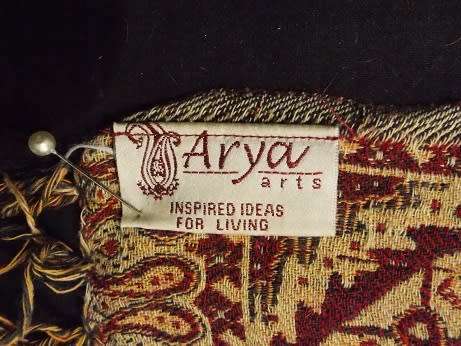 Arya
arts
INSPIRED IDEAS
FOR LIVING